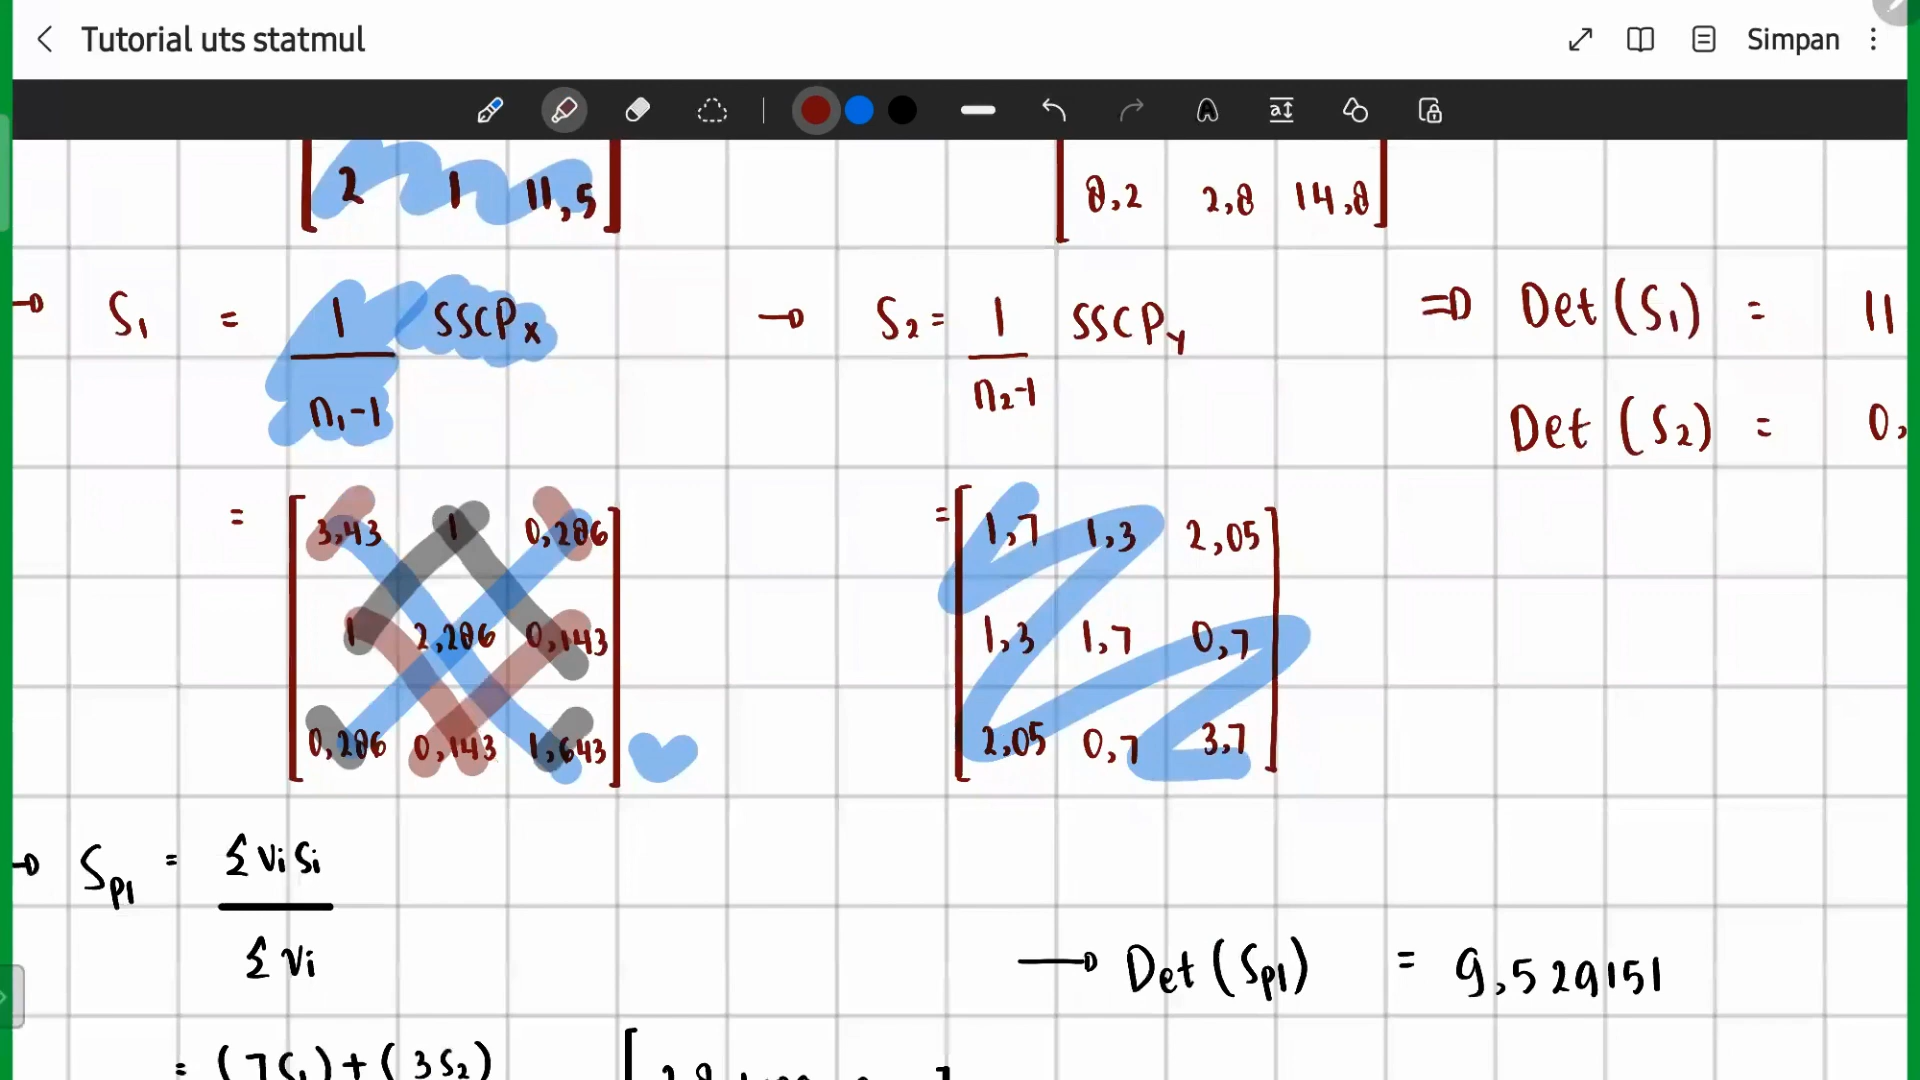 Tutorial uts statmul
Simpan
2 1 11,5
8,2 2,8 14,8
S₁ = 1 SSCPx
n₁-1
→ S₂ = 1 SSCPy
n₂-1
⇒ Det (S₁) = 11
Det (S₂) = 0,
= 3,43 1 0,286
1 2,286 0,143
0,286 0,143 1,643
= 1,7 1,3 2,05
1,3 1,7 0,7
2,05 0,7 3,7
→ Sp1 = Σ vi si
Σ vi
→ Det (Sp1) = 9,529151
= (7S₁) + (3S₂)